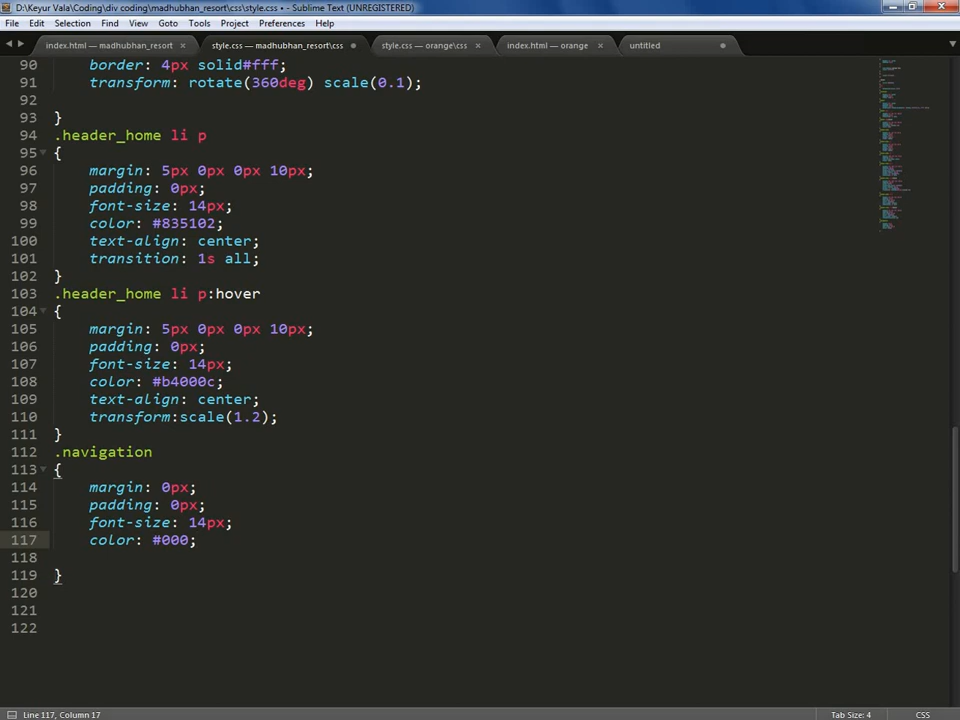 D:\Keyur Vala\Coding\div coding\madhubhan_resort\css\style.css • - Sublime Text (UNREGISTERED)
File Edit Selection Find View Goto Tools Project Preferences Help
index.html — madhubhan_resort style.css — madhubhan_resort\css style.css — orange\css index.html — orange untitled
90 border: 4px solid#fff;
91 transform: rotate(360deg) scale(0.1);
92
93 }
94 .header_home li p
95 {
96 margin: 5px 0px 0px 10px;
97 padding: 0px;
98 font-size: 14px;
99 color: #835102;
100 text-align: center;
101 transition: 1s all;
102 }
103 .header_home li p:hover
104 {
105 margin: 5px 0px 0px 10px;
106 padding: 0px;
107 font-size: 14px;
108 color: #b4000c;
109 text-align: center;
110 transform:scale(1.2);
111 }
112 .navigation
113 {
114 margin: 0px;
115 padding: 0px;
116 font-size: 14px;
117 color: #000;
118
119 }
120
121
122
Line 117, Column 17 Tab Size: 4 CSS